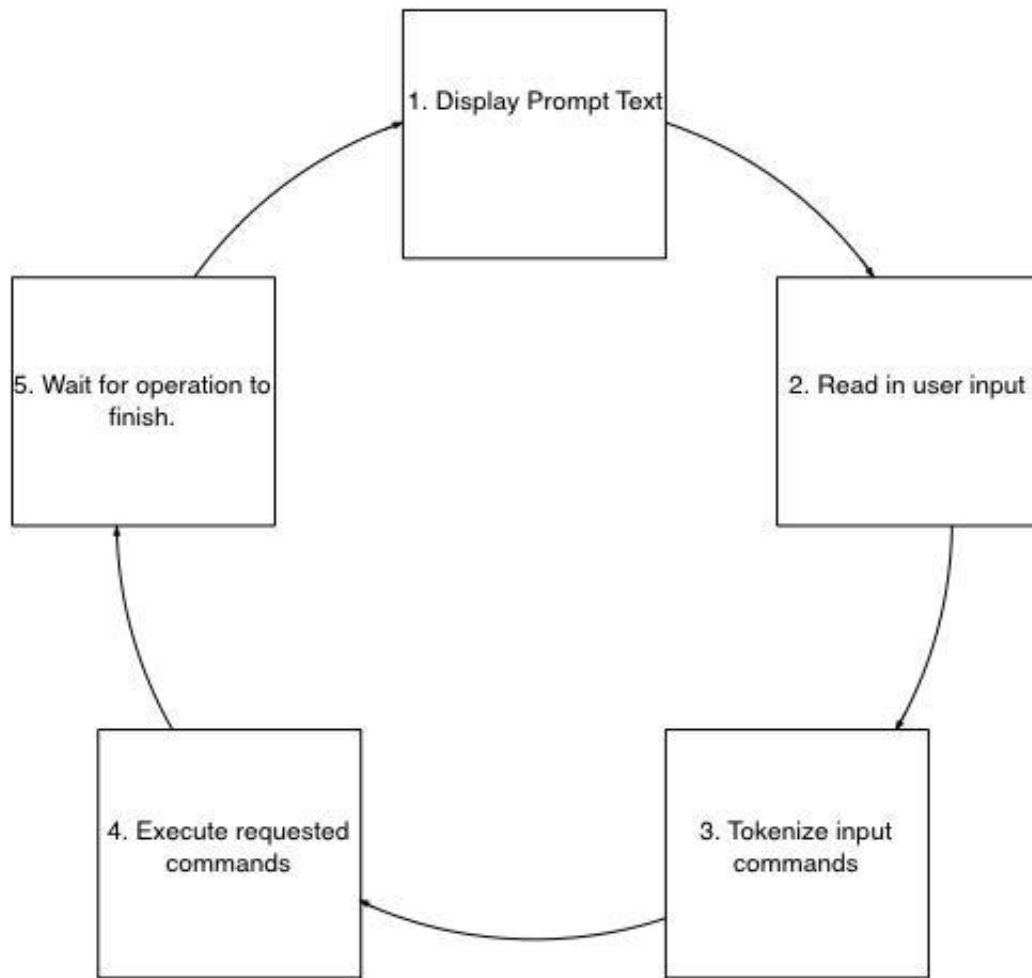 1. Display Prompt Text
2. Read in user input
3. Tokenize input
commands
4. Execute requested
commands
5. Wait for operation to
finish.